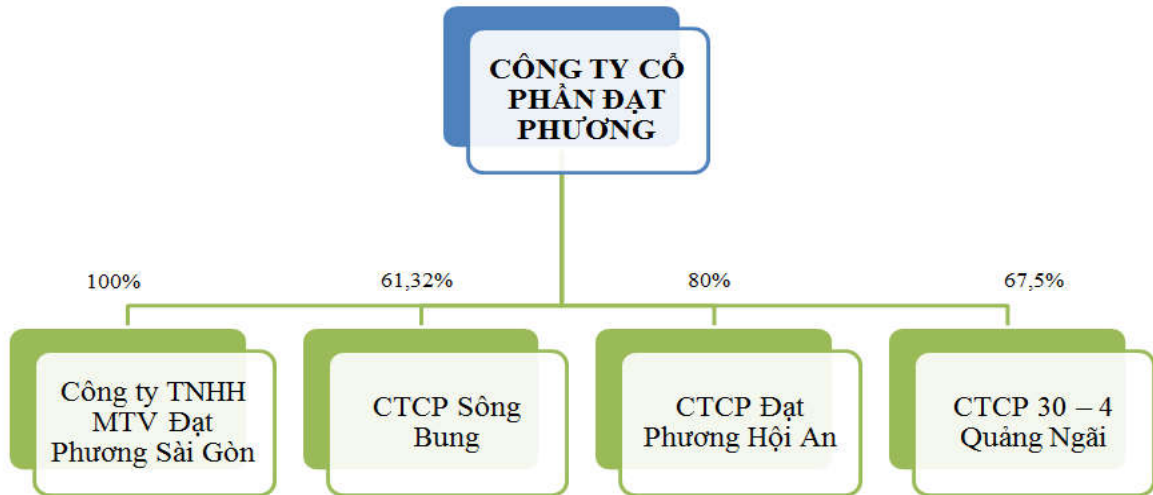 CÔNG TY CỔ
PHẦN ĐẠT
PHƯƠNG
100%
61,32%
80%
67,5%
Công ty TNHH
MTV Đạt
Phương Sài Gòn
CTCP Sông
Bung
CTCP Đạt
Phương Hội An
CTCP 30 – 4
Quảng Ngãi